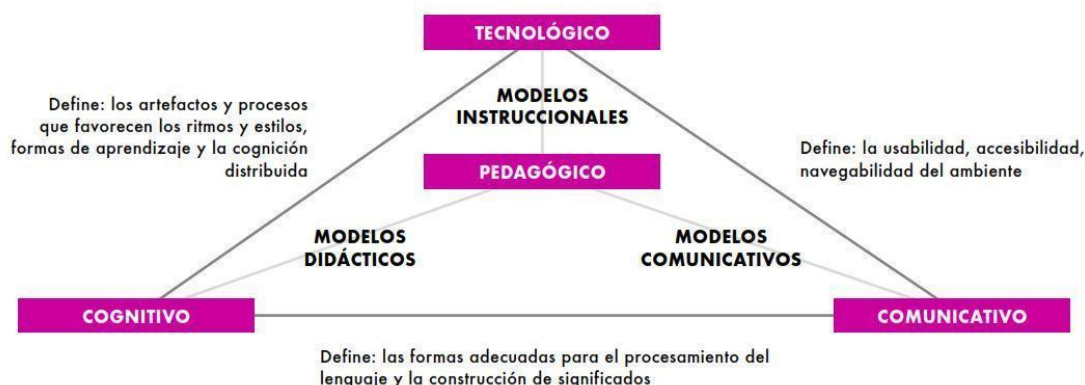 TECNOLÓGICO
Define: los artefactos y procesos
que favorecen los ritmos y estilos,
formas de aprendizaje y la cognición
distribuida
MODELOS
INSTRUCCIONALES
Define: la usabilidad, accesibilidad,
navegabilidad del ambiente
PEDAGÓGICO
MODELOS
DIDÁCTICOS
MODELOS
COMUNICATIVOS
COGNITIVO
COMUNICATIVO
Define: las formas adecuadas para el procesamiento del
lenguaje y la construcción de significados